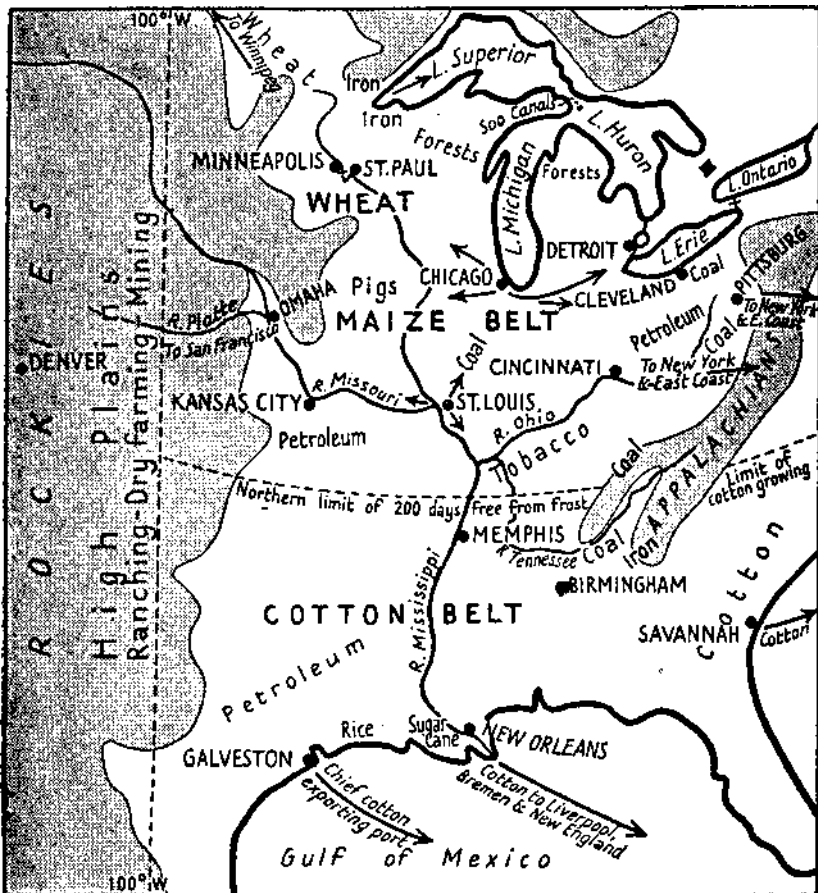 100°W
To Winnipeg
Wheat
Iron
L. Superior
Iron
Soo Canals
Forests
L. Huron
MINNEAPOLIS
ST. PAUL
Forests
L. Michigan
L. Ontario
WHEAT
DETROIT
L. Erie
CHICAGO
CLEVELAND
Coal
PITTSBURG
To New York
& E. Coast
R. Platte
OMAHA
Pigs
MAIZE BELT
To San Francisco
Petroleum
Coal
DENVER
Coal
CINCINNATI
To New York
& East Coast
KANSAS CITY
R. Missouri
ST. LOUIS
R. Ohio
Petroleum
Tobacco
Coal
APPALACHIANS
Limit of
cotton growing
ROCKIES
High Plains
Ranching-Dry Farming-Mining
Northern limit of 200 days free from frost
MEMPHIS
R. Tennessee
Coal
Iron
BIRMINGHAM
Cotton
COTTON BELT
R. Mississippi
SAVANNAH
Cotton
Petroleum
Rice
Sugar
Cane
NEW ORLEANS
GALVESTON
Chief cotton
exporting port
Cotton to Liverpool,
Bremen & New England
Gulf of Mexico
100°W